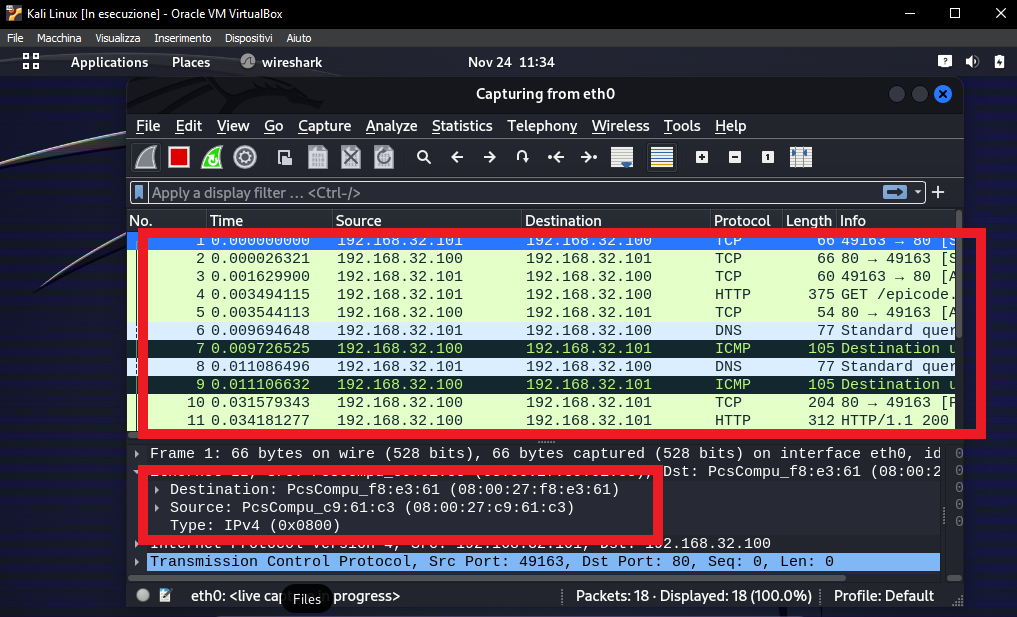 Kali Linux [In esecuzione] - Oracle VM VirtualBox
File Macchina Visualizza Inserimento Dispositivi Aiuto
Applications Places wireshark Nov 24 11:34
Capturing from eth0
File Edit View Go Capture Analyze Statistics Telephony Wireless Tools Help
Apply a display filter … <Ctrl-/>
No. Time Source Destination Protocol Length Info
1 0.000000000 192.168.32.101 192.168.32.100 TCP 66 49163 → 80 [S
2 0.000026321 192.168.32.100 192.168.32.101 TCP 66 80 → 49163 [S
3 0.001629900 192.168.32.101 192.168.32.100 TCP 60 49163 → 80 [A
4 0.003494115 192.168.32.101 192.168.32.100 HTTP 375 GET /epicode.
5 0.003544113 192.168.32.100 192.168.32.101 TCP 54 80 → 49163 [A
6 0.009694648 192.168.32.101 192.168.32.100 DNS 77 Standard quer
7 0.009726525 192.168.32.100 192.168.32.101 ICMP 105 Destination u
8 0.011086496 192.168.32.101 192.168.32.100 DNS 77 Standard quer
9 0.011106632 192.168.32.100 192.168.32.101 ICMP 105 Destination u
10 0.031579343 192.168.32.100 192.168.32.101 TCP 204 80 → 49163 [P
11 0.034181277 192.168.32.100 192.168.32.101 HTTP 312 HTTP/1.1 200
Frame 1: 66 bytes on wire (528 bits), 66 bytes captured (528 bits) on interface eth0, id 0
Dst: PcsCompu_f8:e3:61 (08:00:2 0
Destination: PcsCompu_f8:e3:61 (08:00:27:f8:e3:61) 0
Source: PcsCompu_c9:61:c3 (08:00:27:c9:61:c3) 0
Type: IPv4 (0x0800) 0
Internet Protocol Version 4, Src: 192.168.32.101, Dst: 192.168.32.100
Transmission Control Protocol, Src Port: 49163, Dst Port: 80, Seq: 0, Len: 0
eth0: <live cap progress> Packets: 18 · Displayed: 18 (100.0%) Profile: Default
Files